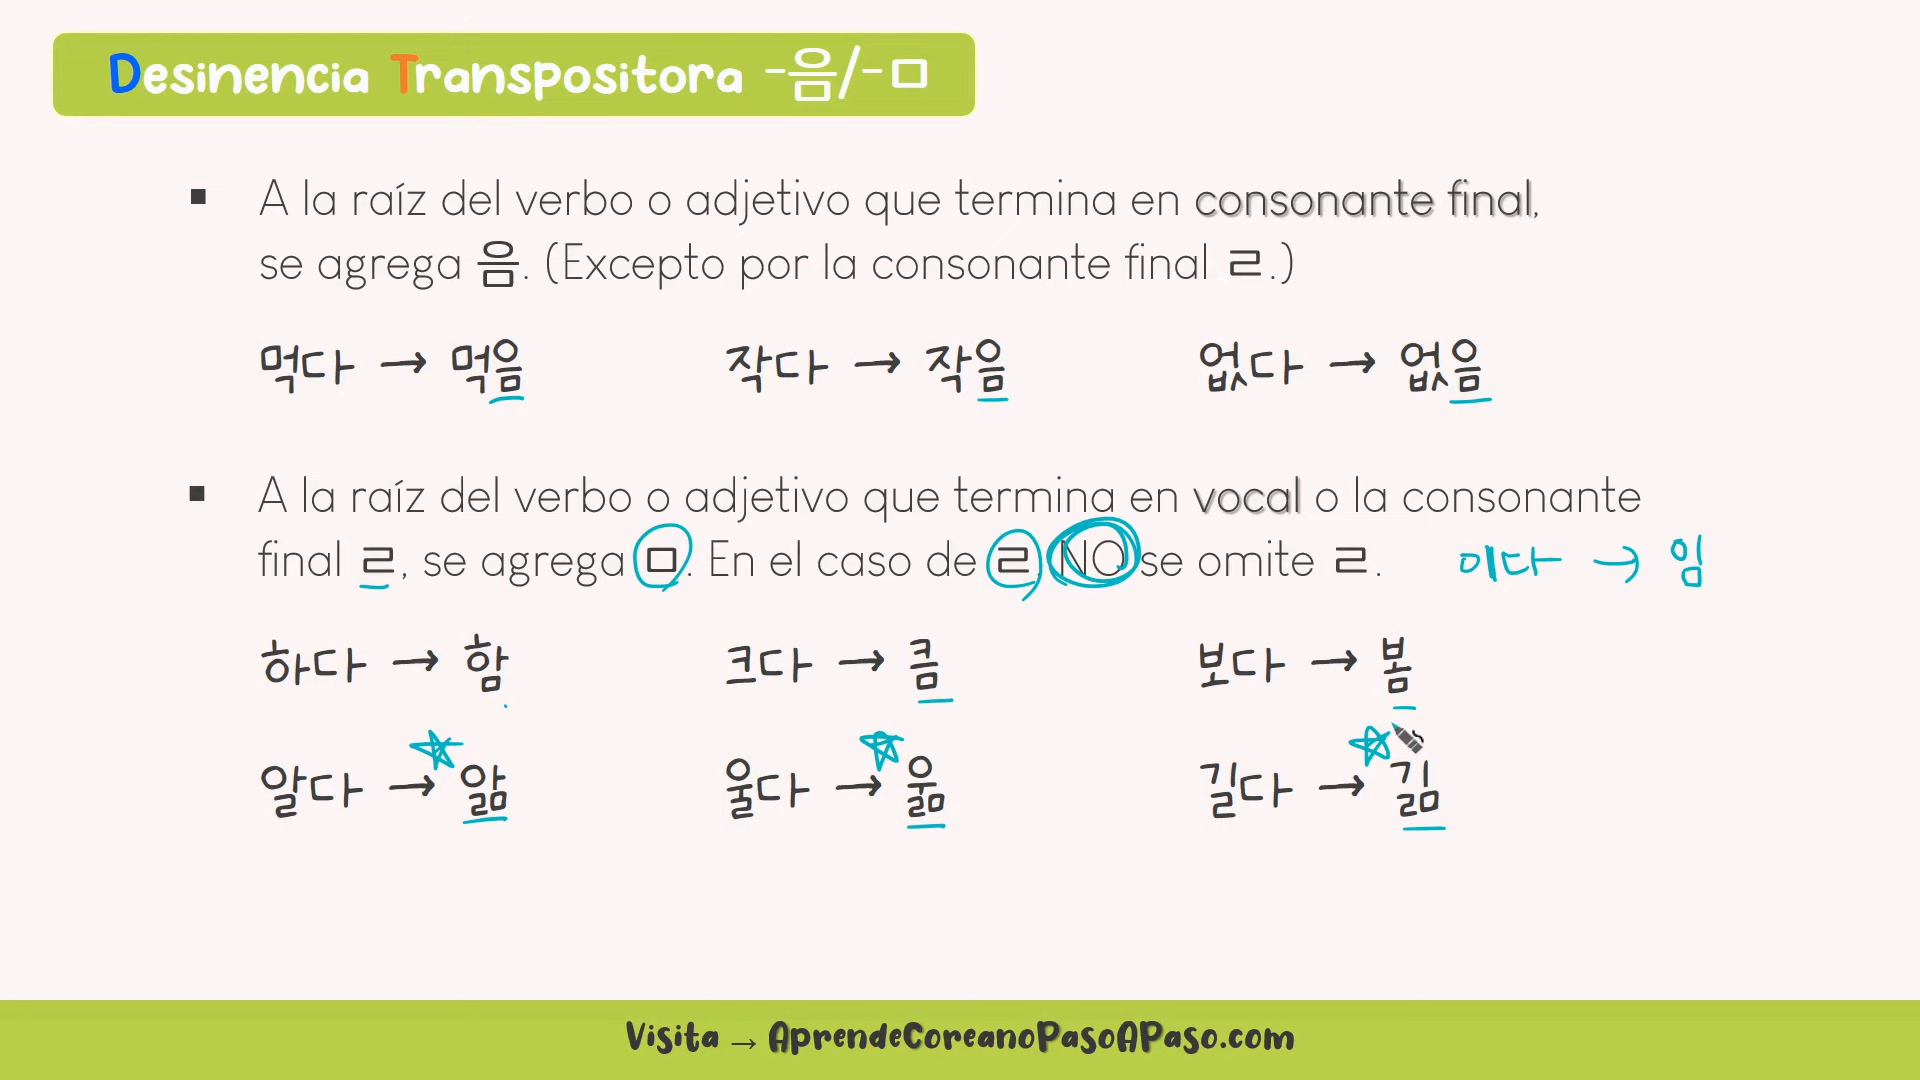 Desinencia Transpositora -음/-ㅁ
▪ A la raíz del verbo o adjetivo que termina en consonante final,
se agrega 음. (Excepto por la consonante final ㄹ.)
먹다 → 먹음 작다 → 작음 없다 → 없음
▪ A la raíz del verbo o adjetivo que termina en vocal o la consonante
final ㄹ, se agrega ㅁ. En el caso de ㄹ, NO se omite ㄹ. 이다 → 임
하다 → 함 크다 → 큼 보다 → 봄
알다 → 앎 울다 → 욺 길다 → 긺
Visita → AprendeCoreanoPasoAPaso.com